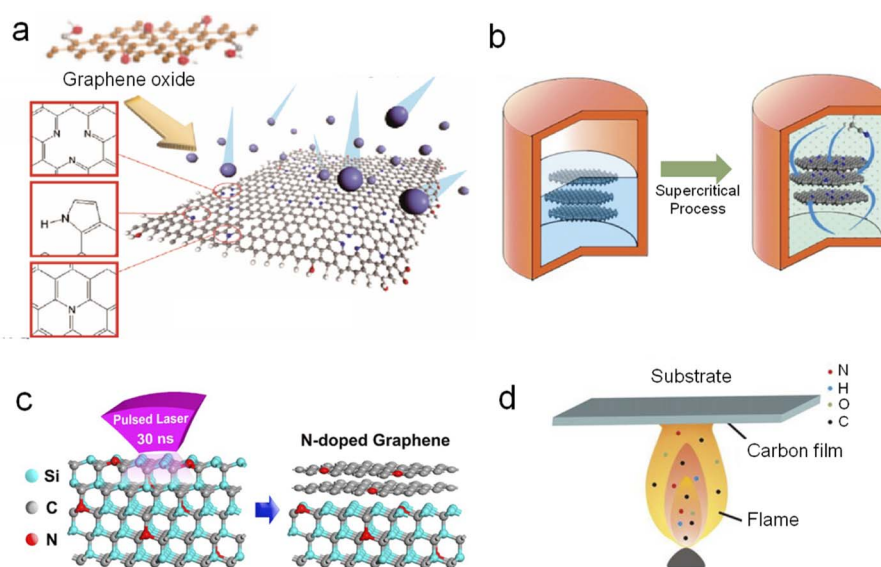 a
Graphene oxide
N
N
N
H
N
N
b
Supercritical
Process
c
Pulsed Laser
30 ns
N-doped Graphene
Si
C
N
d
Substrate
N
H
O
C
Carbon film
Flame